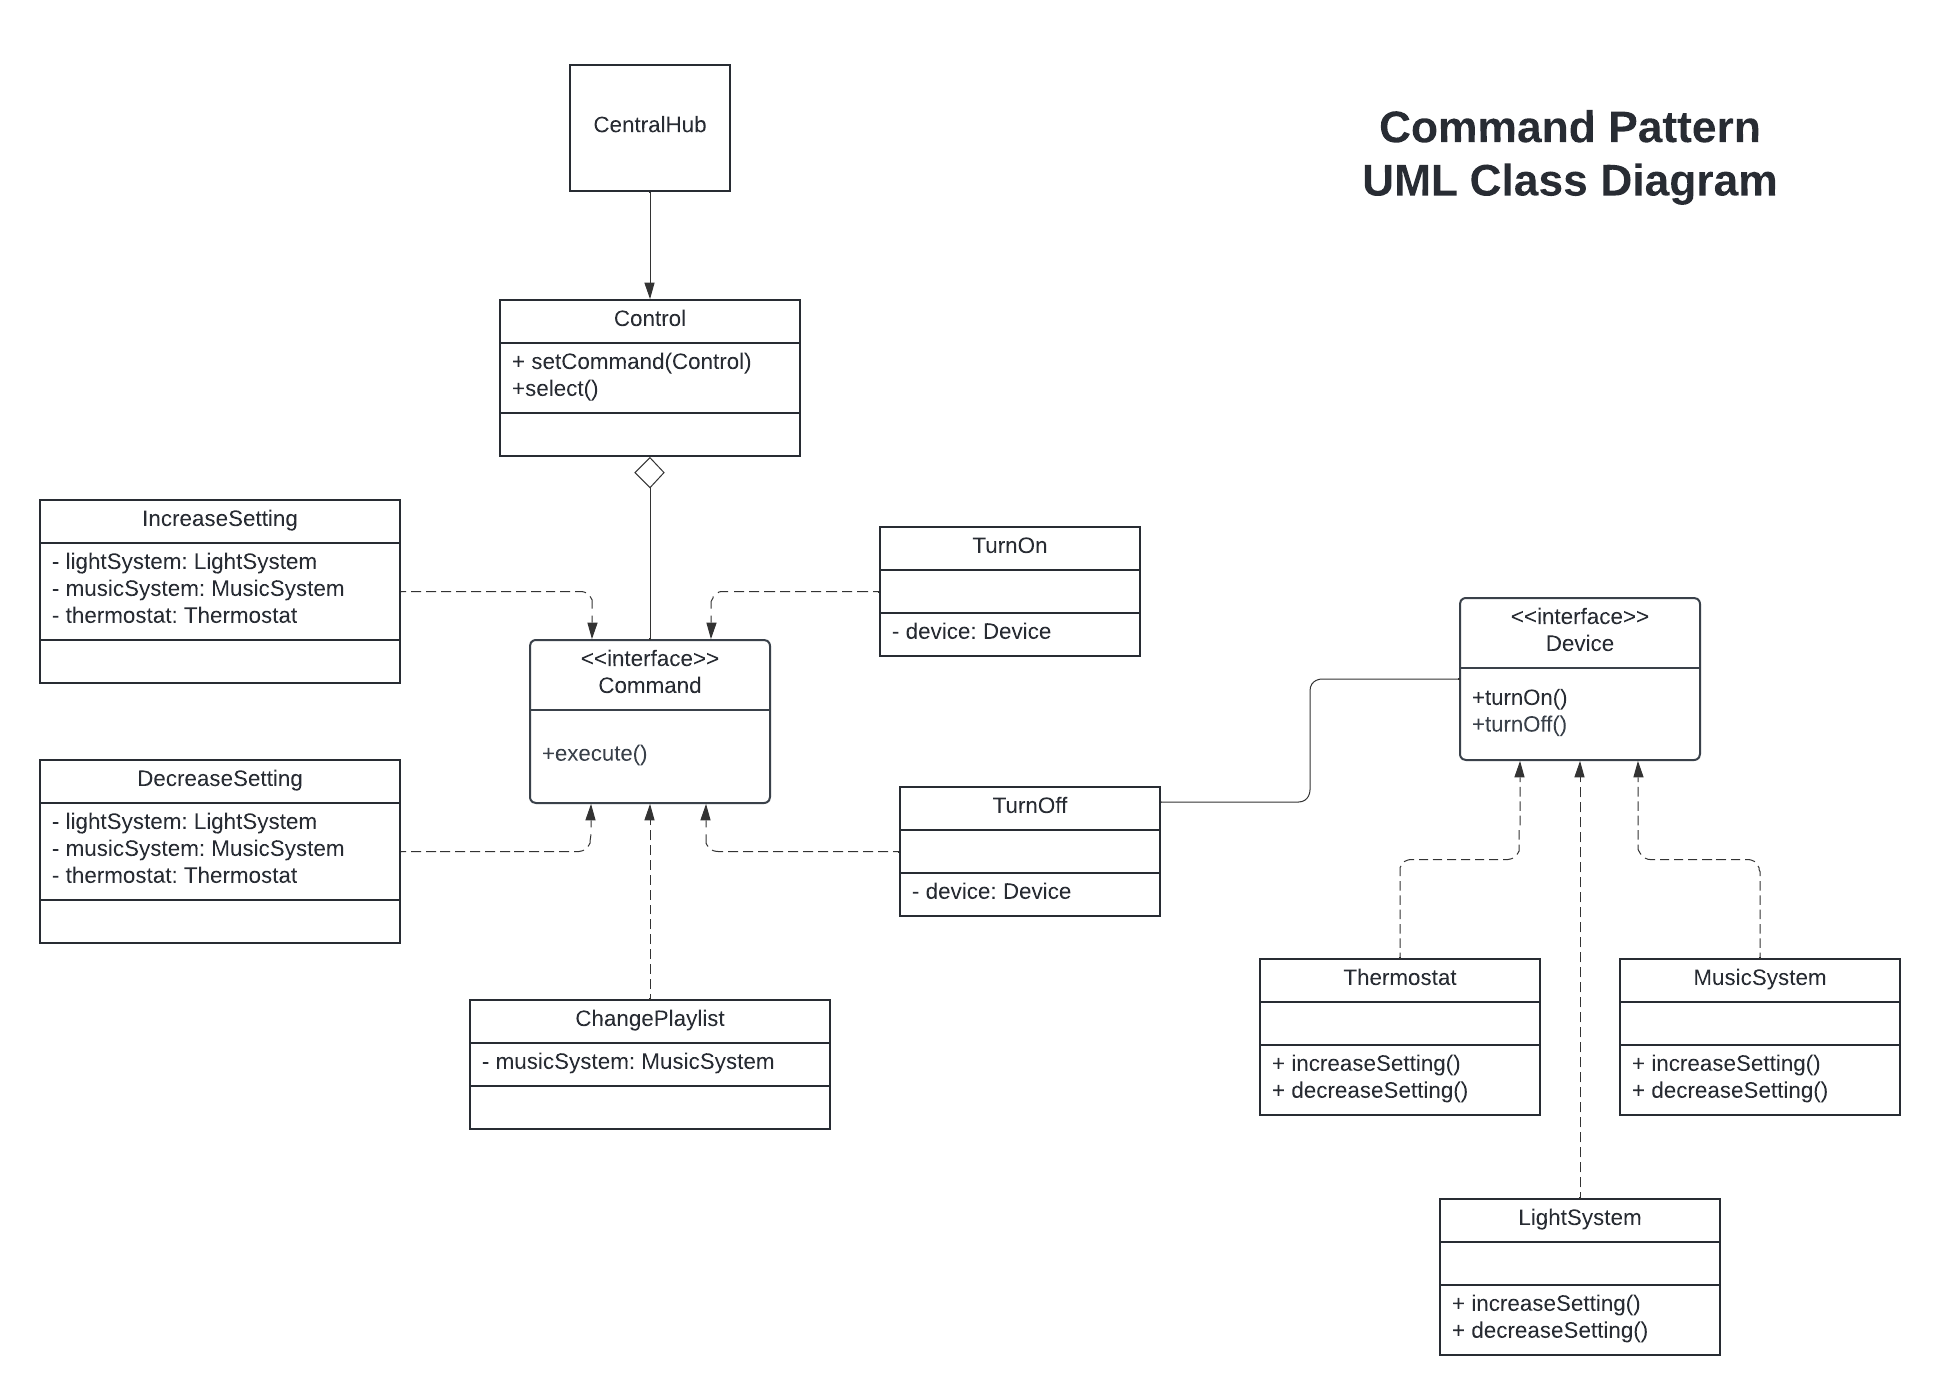 CentralHub
Command Pattern
UML Class Diagram
Control
+ setCommand(Control)
+select()
IncreaseSetting
- lightSystem: LightSystem
- musicSystem: MusicSystem
- thermostat: Thermostat
TurnOn
- device: Device
<<interface>>
Command
+execute()
<<interface>>
Device
+turnOn()
+turnOff()
DecreaseSetting
- lightSystem: LightSystem
- musicSystem: MusicSystem
- thermostat: Thermostat
TurnOff
- device: Device
ChangePlaylist
- musicSystem: MusicSystem
Thermostat
+ increaseSetting()
+ decreaseSetting()
MusicSystem
+ increaseSetting()
+ decreaseSetting()
LightSystem
+ increaseSetting()
+ decreaseSetting()